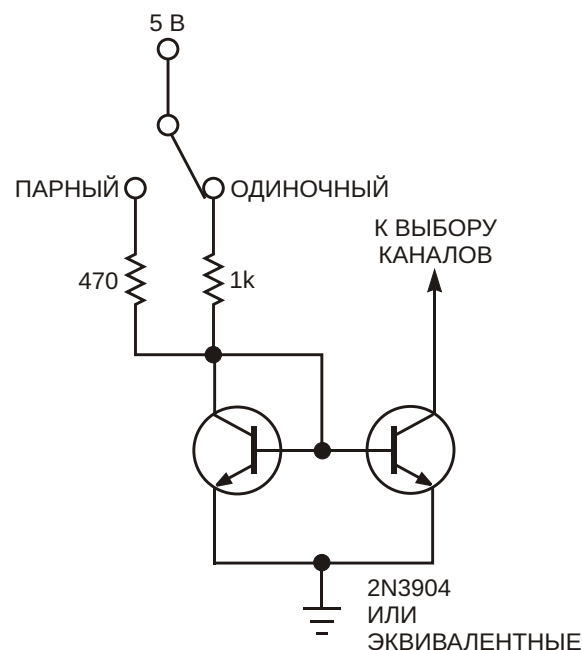 5 В
ПАРНЫЙ
ОДИНОЧНЫЙ
К ВЫБОРУ
КАНАЛОВ
470
1k
2N3904
ИЛИ
ЭКВИВАЛЕНТНЫЕ